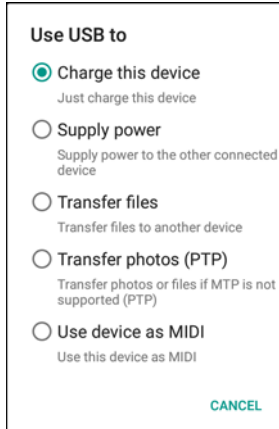 Use USB to
Charge this device
Just charge this device
Supply power
Supply power to the other connected
device
Transfer files
Transfer files to another device
Transfer photos (PTP)
Transfer photos or files if MTP is not
supported (PTP)
Use device as MIDI
Use this device as MIDI
CANCEL